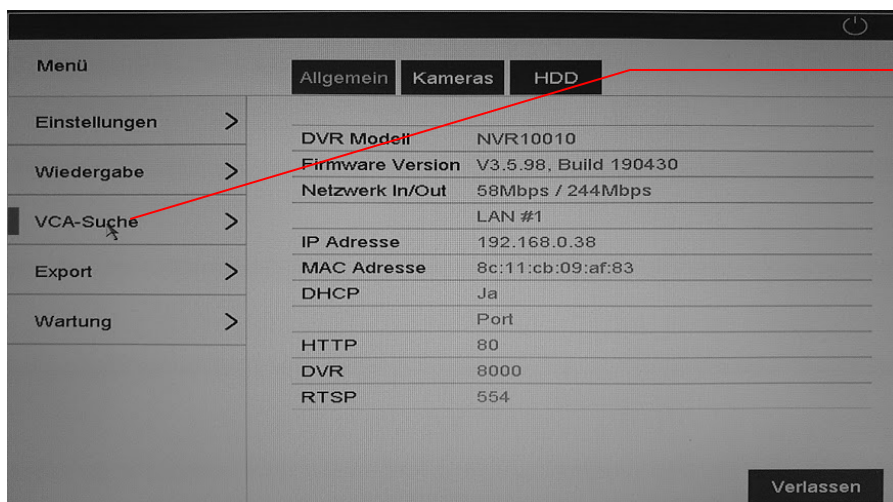 Menü
Allgemein Kameras HDD
Einstellungen >
Wiedergabe >
VCA-Suche >
Export >
Wartung >
DVR Modell NVR10010
Firmware Version V3.5.98, Build 190430
Netzwerk In/Out 58Mbps / 244Mbps
LAN #1
IP Adresse 192.168.0.38
MAC Adresse 8c:11:cb:09:af:83
DHCP Ja
Port
HTTP 80
DVR 8000
RTSP 554
Verlassen